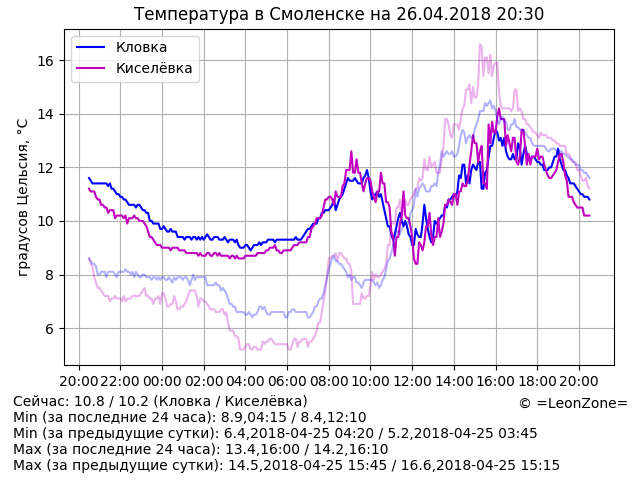 Температура в Смоленске на 26.04.2018 20:30
Кловка
Киселёвка
градусов Цельсия, °C
16
14
12
10
8
6
20:00 22:00 00:00 02:00 04:00 06:00 08:00 10:00 12:00 14:00 16:00 18:00 20:00
Сейчас: 10.8 / 10.2 (Кловка / Киселёвка)
© =LeonZone=
Min (за последние 24 часа): 8.9,04:15 / 8.4,12:10
Min (за предыдущие сутки): 6.4,2018-04-25 04:20 / 5.2,2018-04-25 03:45
Max (за последние 24 часа): 13.4,16:00 / 14.2,16:10
Max (за предыдущие сутки): 14.5,2018-04-25 15:45 / 16.6,2018-04-25 15:15